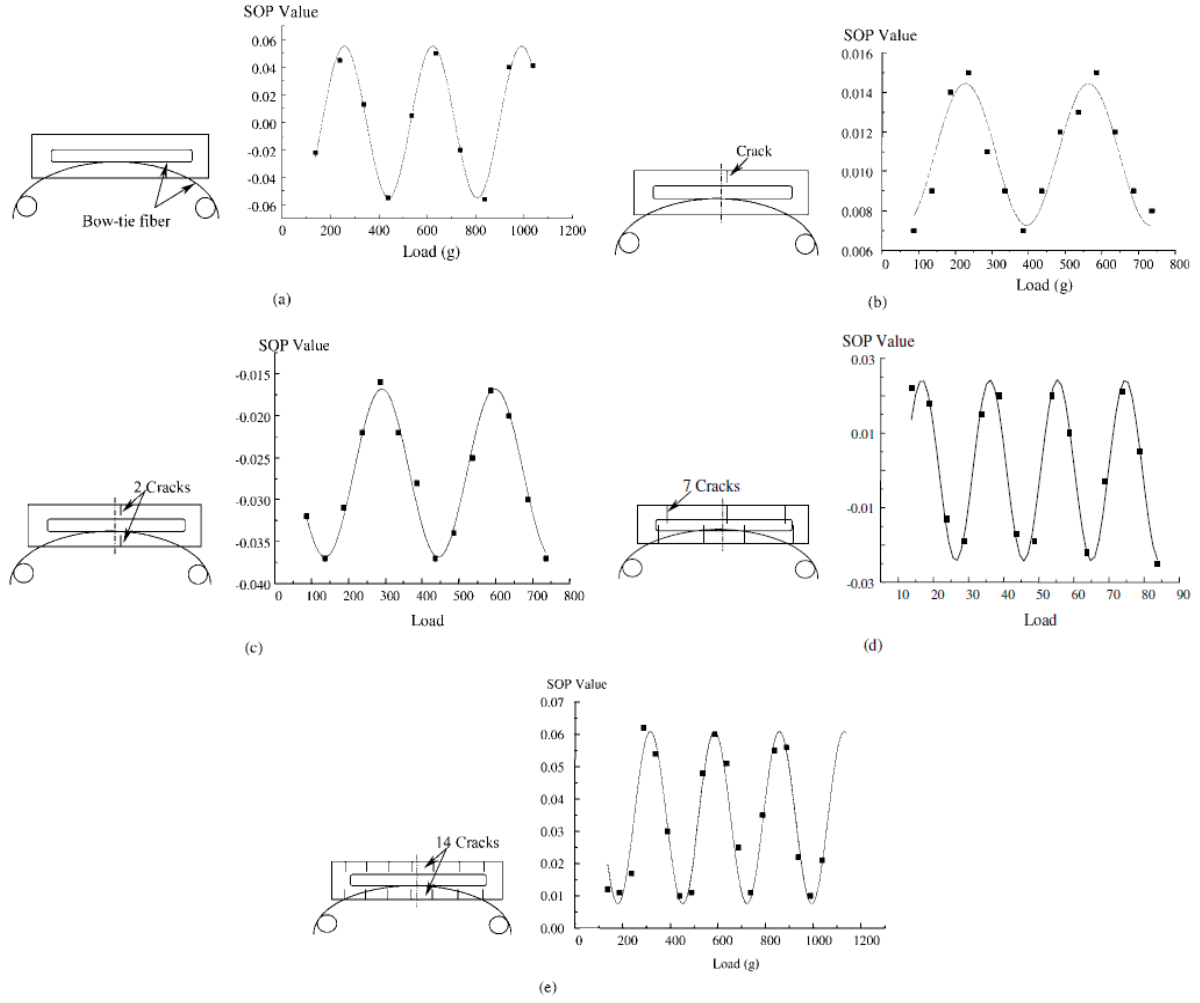 SOP Value
0.06
0.04
0.02
0.00
-0.02
-0.04
-0.06
0 200 400 600 800 1000 1200
Load (g)
Bow-tie fiber
(a)
SOP Value
0.016
0.014
0.012
0.010
0.008
0.006
0 100 200 300 400 500 600 700 800
Load (g)
Crack
(b)
SOP Value
-0.015
-0.020
-0.025
-0.030
-0.035
-0.040
0 100 200 300 400 500 600 700 800
Load
2 Cracks
(c)
SOP Value
0.03
0.01
-0.01
-0.03
10 20 30 40 50 60 70 80 90
Load
7 Cracks
(d)
SOP Value
0.07
0.06
0.05
0.04
0.03
0.02
0.01
0.00
0 200 400 600 800 1000 1200
Load (g)
14 Cracks
(e)